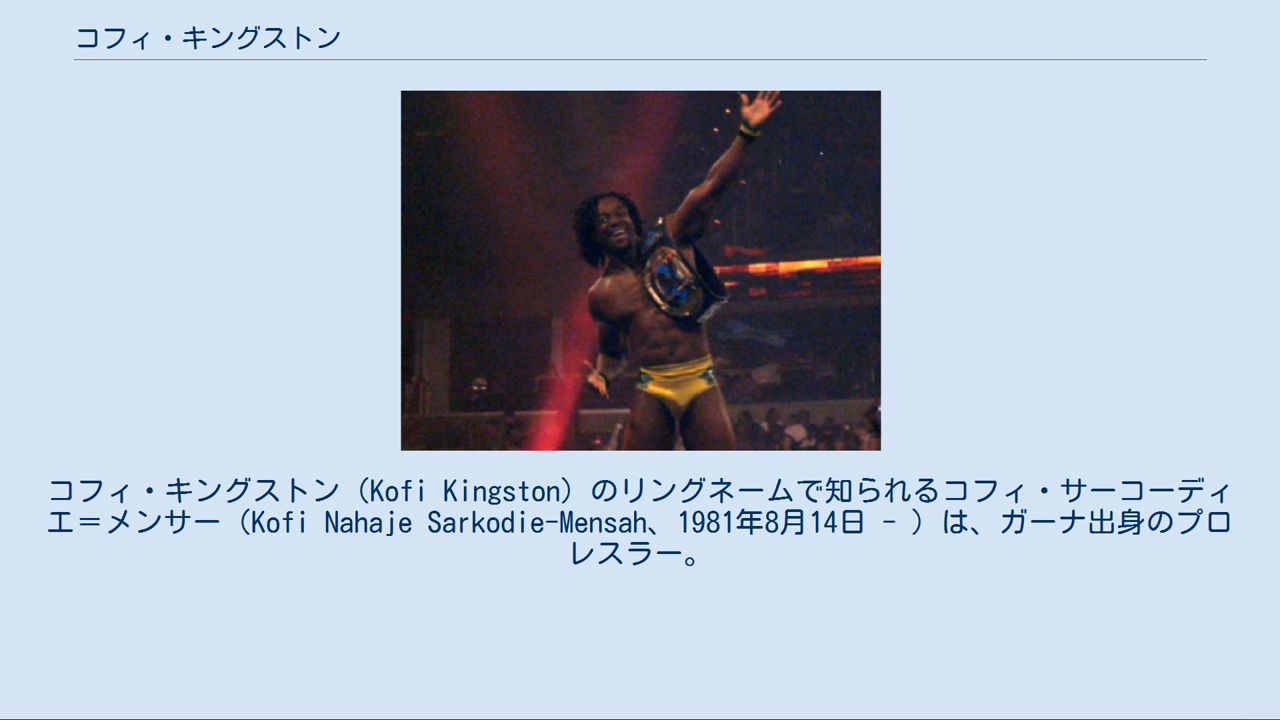 コフィ・キングストン
コフィ・キングストン（Kofi Kingston）のリングネームで知られるコフィ・サーコーディ
エ＝メンサー（Kofi Nahaje Sarkodie-Mensah、1981年8月14日 - ）は、ガーナ出身のプロ
レスラー。